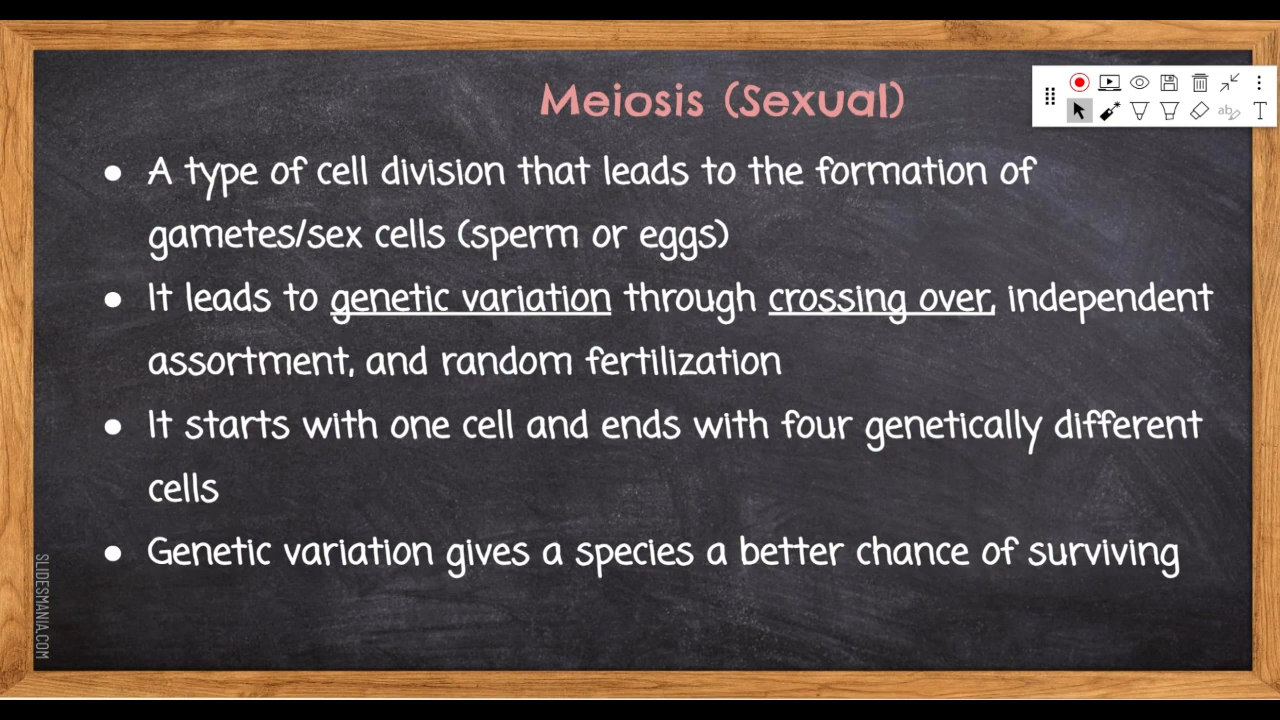 Meiosis (Sexual)
● A type of cell division that leads to the formation of
gametes/sex cells (sperm or eggs)
● It leads to genetic variation through crossing over, independent
assortment, and random fertilization
● It starts with one cell and ends with four genetically different
cells
● Genetic variation gives a species a better chance of surviving
SLIDESMANIA.COM
ab
T